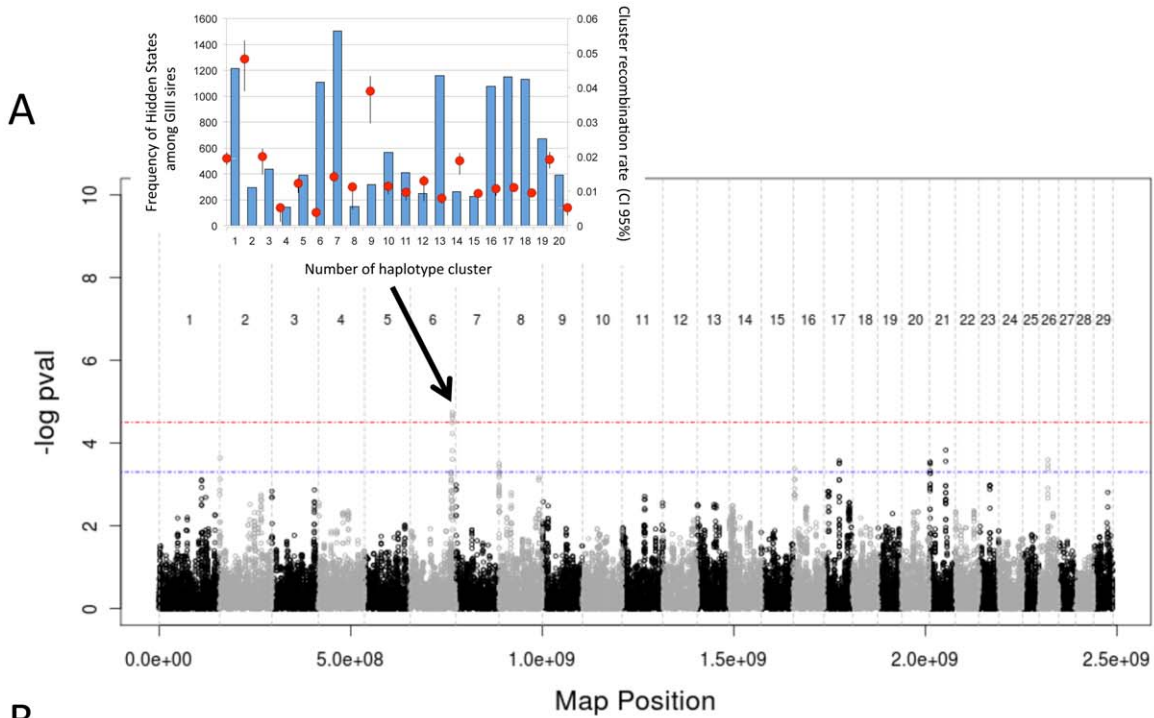 A
Frequency of Hidden States
among GIII sires
1600
1400
1200
1000
800
600
400
200
0
0.06
0.05
0.04
0.03
0.02
0.01
0
Cluster recombination rate (CI 95%)
1 2 3 4 5 6 7 8 9 10 11 12 13 14 15 16 17 18 19 20
Number of haplotype cluster
-log pval
10
8
6
4
2
0
1 2 3 4 5 6 7 8 9 10 11 12 13 14 15 16 17 18 19 20 21 22 23 24 25 26 27 28 29
0.0e+00 5.0e+08 1.0e+09 1.5e+09 2.0e+09 2.5e+09
Map Position
B